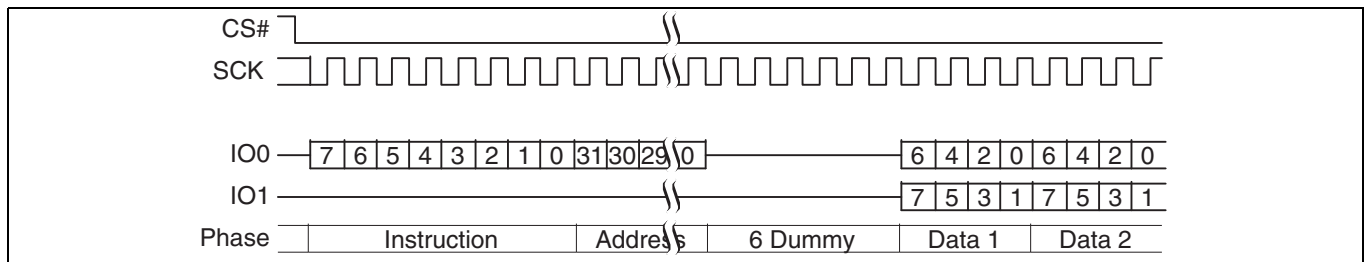 CS#
SCK
IO0 7 6 5 4 3 2 1 0 31 30 29 0 6 4 2 0 6 4 2 0
IO1 7 5 3 1 7 5 3 1
Phase Instruction Address 6 Dummy Data 1 Data 2